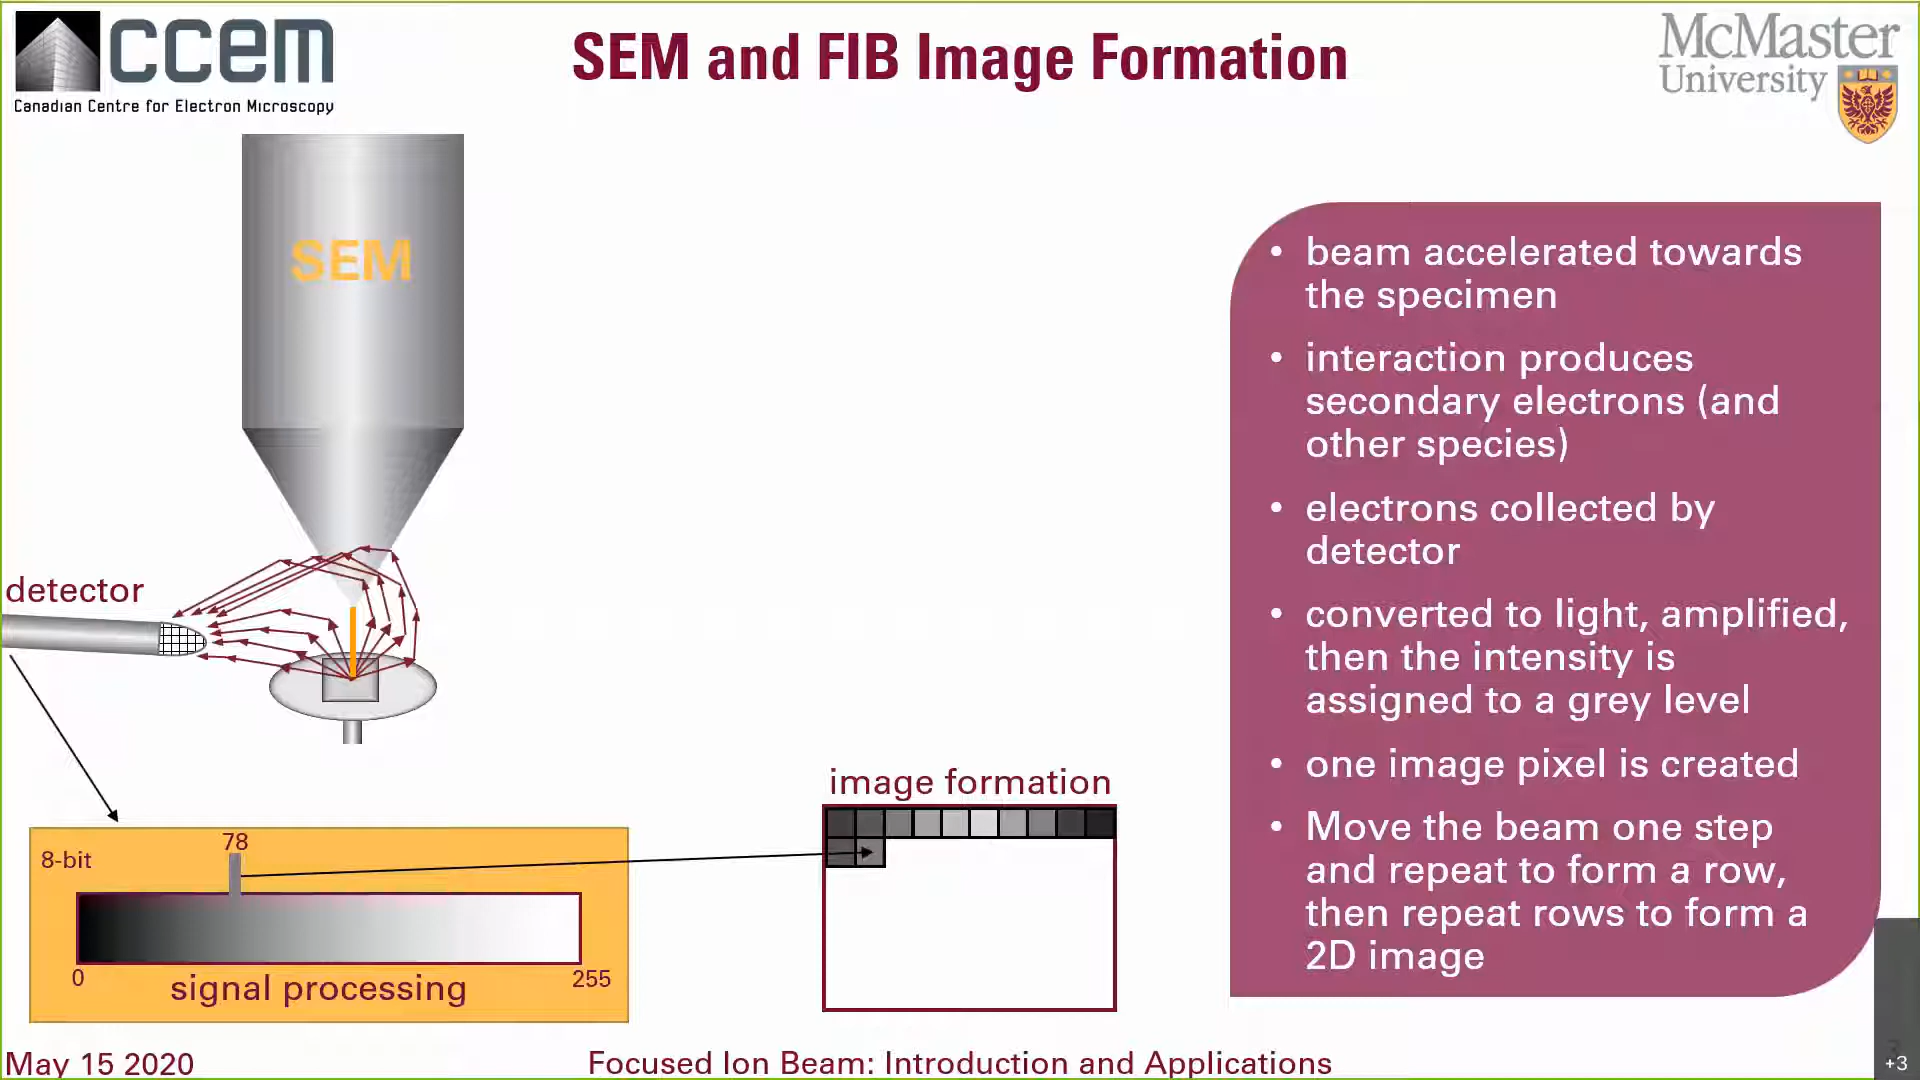 ccem
Canadian Centre for Electron Microscopy
SEM and FIB Image Formation
McMaster
University
SEM
detector
• beam accelerated towards
the specimen
• interaction produces
secondary electrons (and
other species)
• electrons collected by
detector
• converted to light, amplified,
then the intensity is
assigned to a grey level
• one image pixel is created
• Move the beam one step
and repeat to form a row,
then repeat rows to form a
2D image
image formation
78
8-bit
0
255
signal processing
May 15 2020
Focused Ion Beam: Introduction and Applications
+3